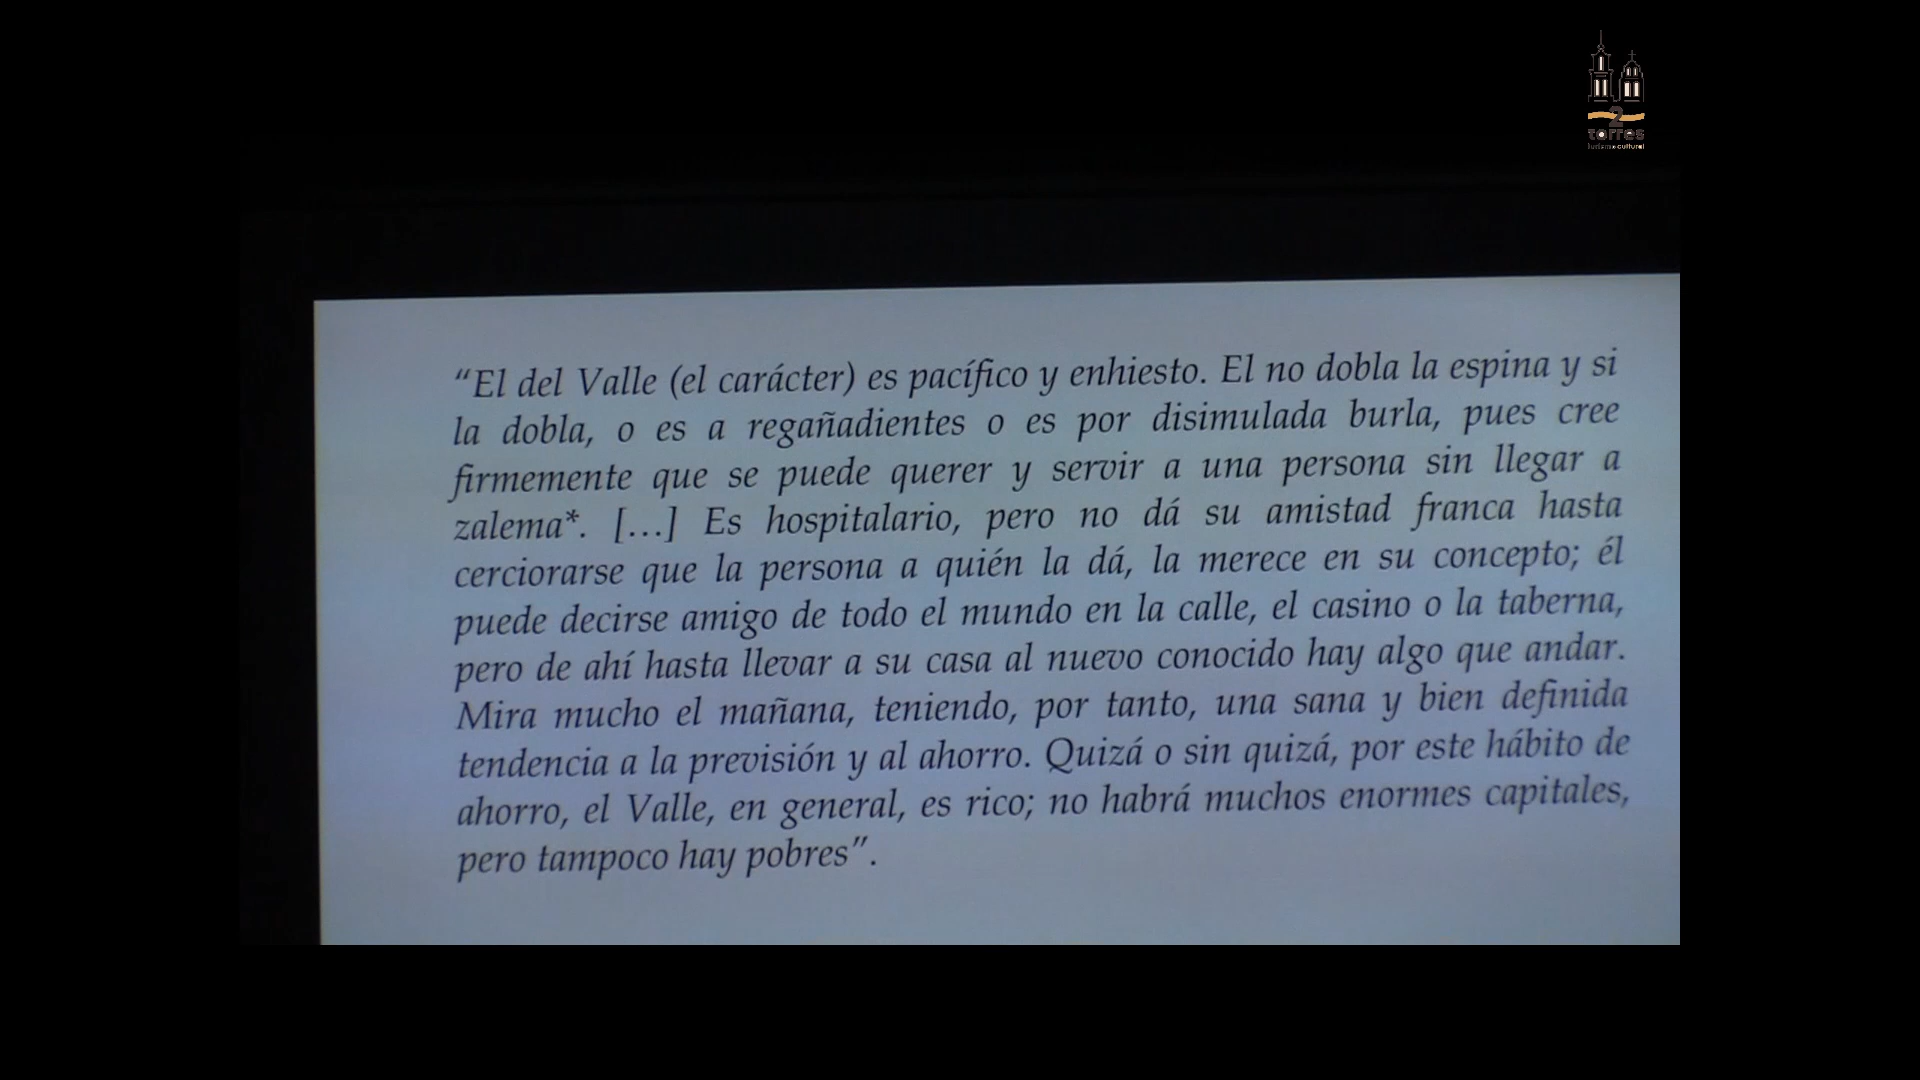 2
torres
turismo cultural
“El del Valle (el carácter) es pacífico y enhiesto. El no dobla la espina y si
la dobla, o es a regañadientes o es por disimulada burla, pues cree
firmemente que se puede querer y servir a una persona sin llegar a
zalema*. [...] Es hospitalario, pero no dá su amistad franca hasta
cerciorarse que la persona a quién la dá, la merece en su concepto; él
puede decirse amigo de todo el mundo en la calle, el casino o la taberna,
pero de ahí hasta llevar a su casa al nuevo conocido hay algo que andar.
Mira mucho el mañana, teniendo, por tanto, una sana y bien definida
tendencia a la previsión y al ahorro. Quizá o sin quizá, por este hábito de
ahorro, el Valle, en general, es rico; no habrá muchos enormes capitales,
pero tampoco hay pobres”.